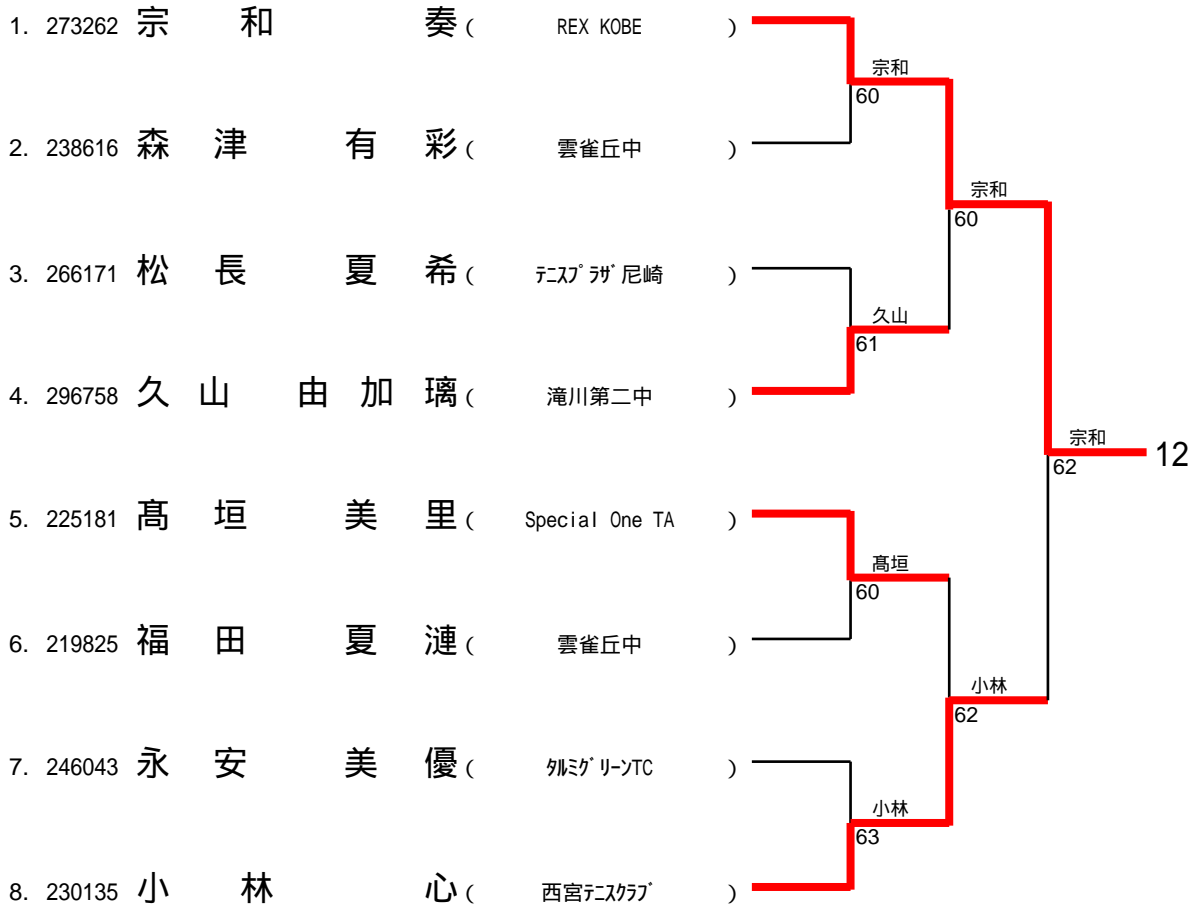 1. 273262 宗 和 奏 ( REX KOBE )
宗和
60
2. 238616 森 津 有 彩 ( 雲雀丘中 )
宗和
60
3. 266171 松 長 夏 希 ( ﾃﾆｽﾌﾟﾗｻﾞ尼崎 )
久山
61
4. 296758 久 山 由 加 璃 ( 滝川第二中 )
宗和 12
62
5. 225181 髙 垣 美 里 ( Special One TA )
髙垣
60
6. 219825 福 田 夏 漣 ( 雲雀丘中 )
小林
62
7. 246043 永 安 美 優 ( ﾀﾙﾐｸﾞﾘｰﾝTC )
小林
63
8. 230135 小 林 心 ( 西宮ﾃﾆｽｸﾗﾌﾞ )